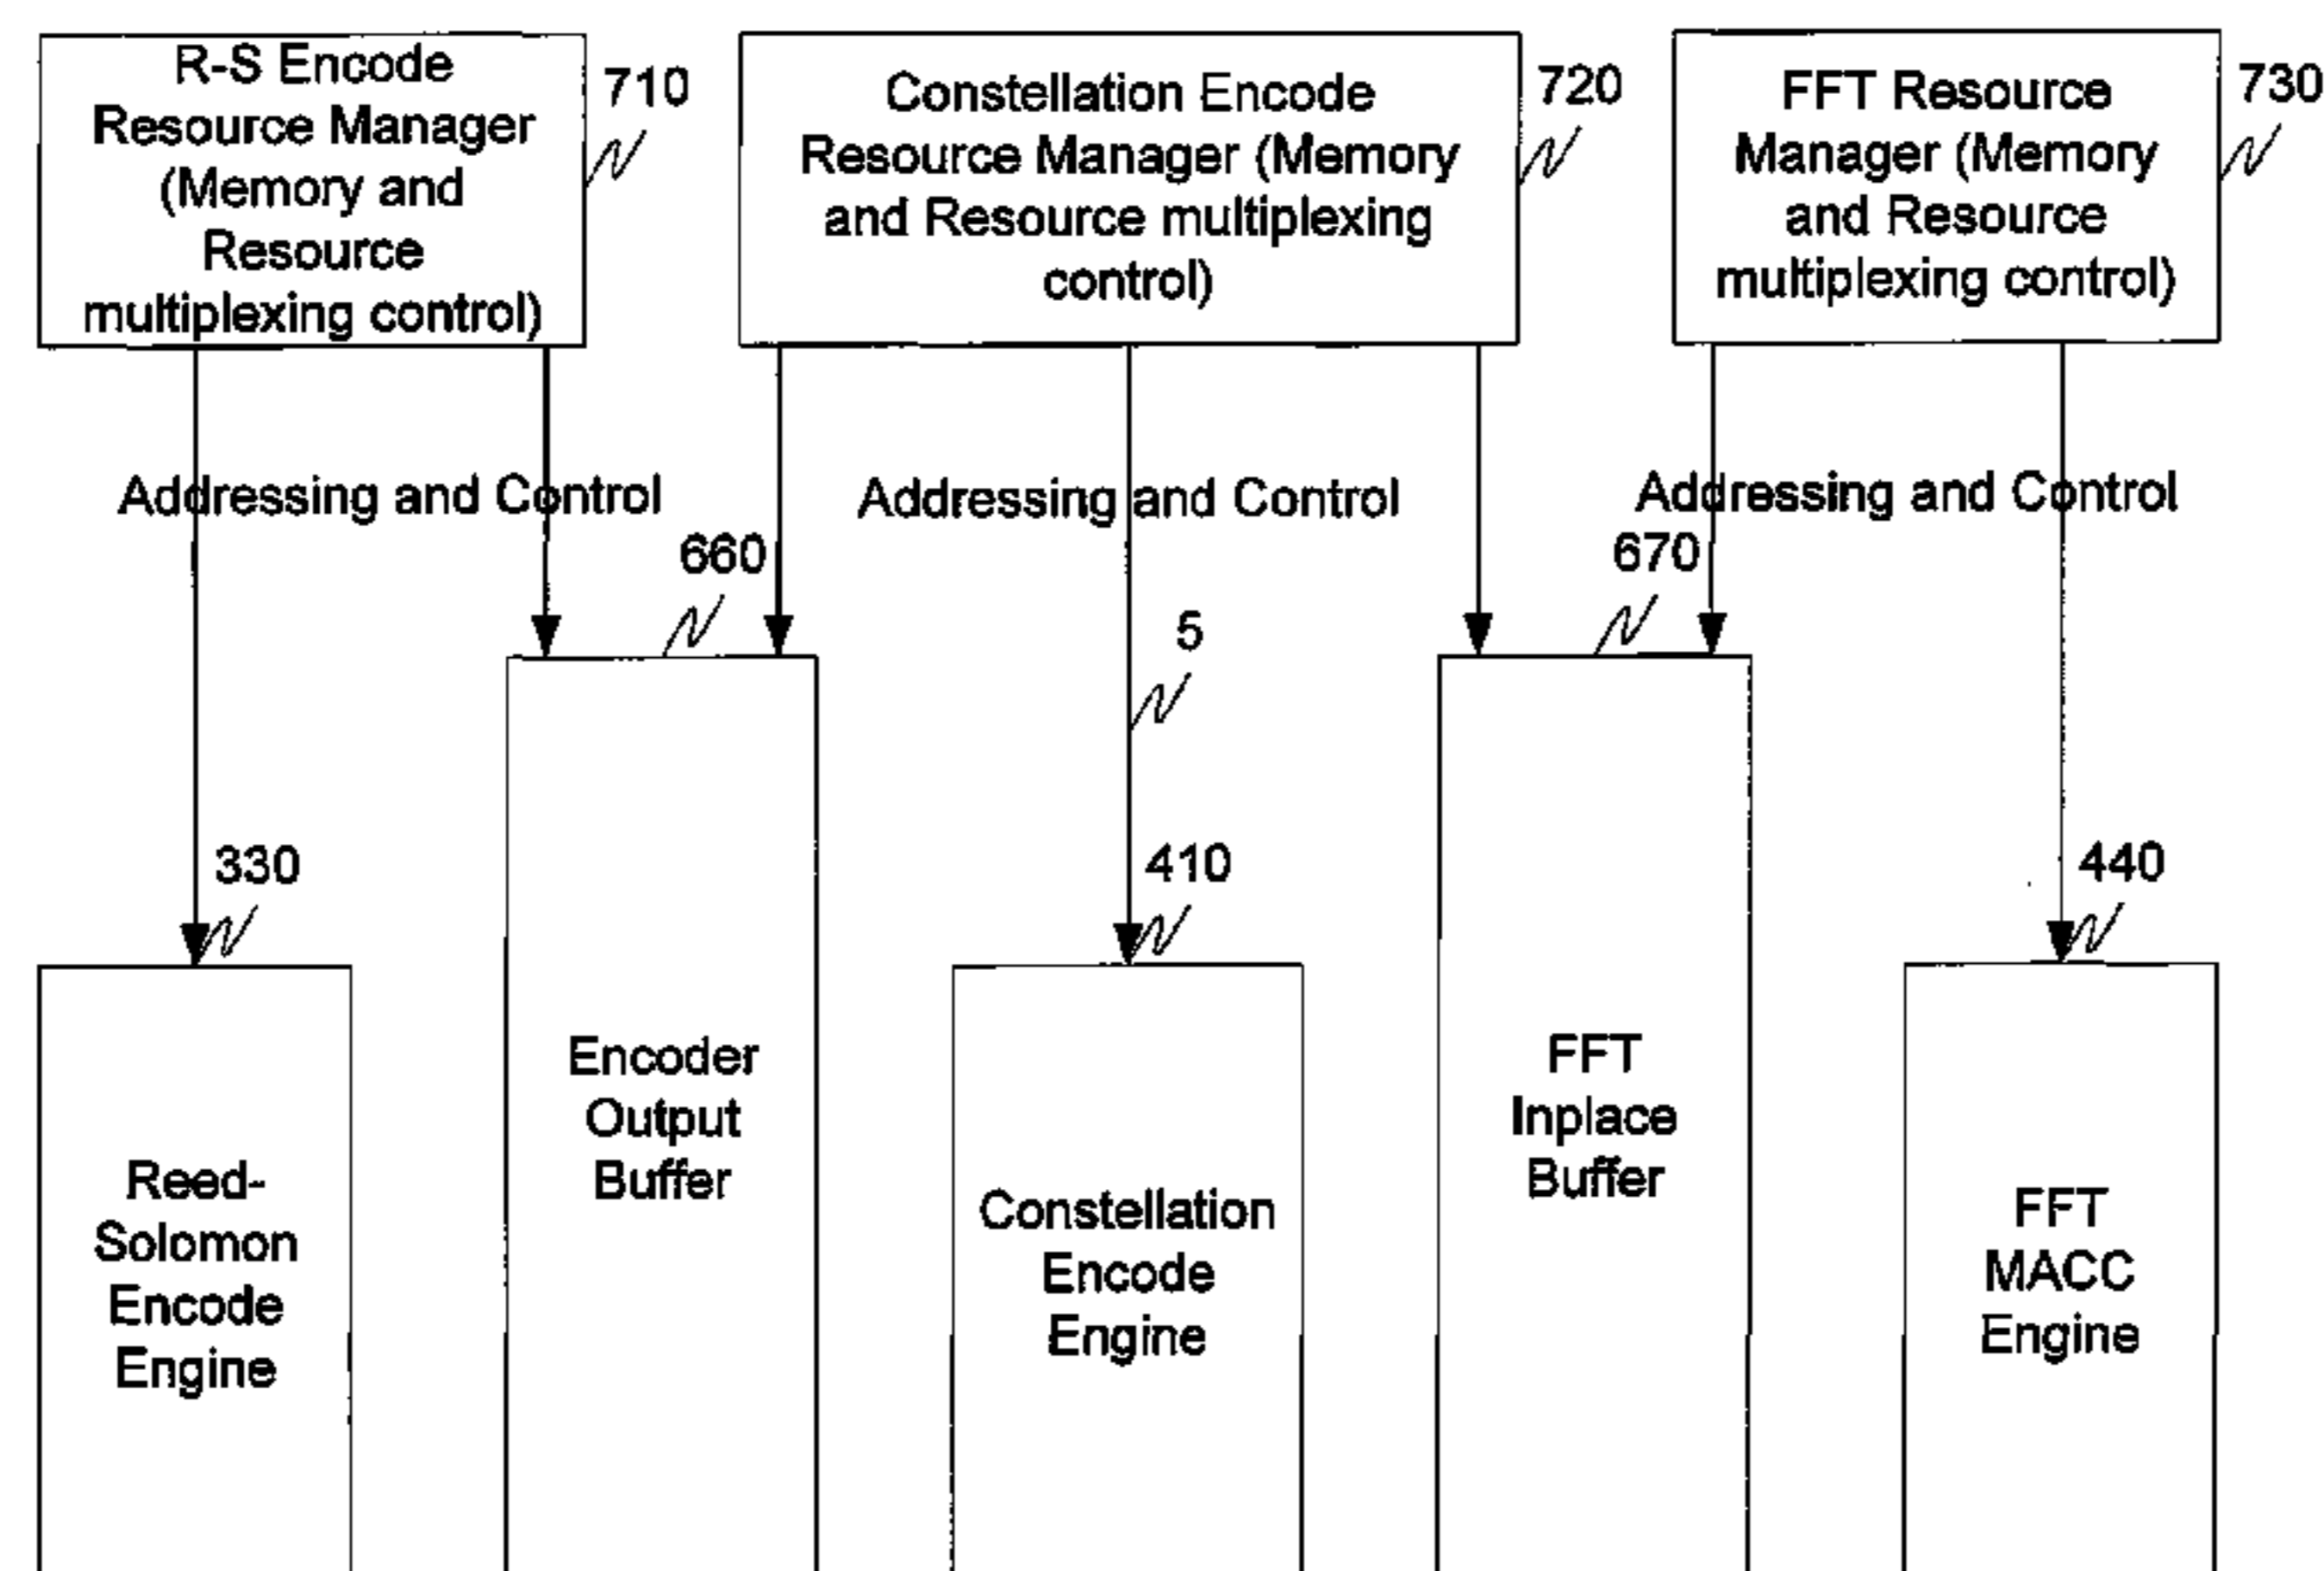 R-S Encode
Resource Manager
(Memory and
Resource
multiplexing control)
710
Constellation Encode
Resource Manager (Memory
and Resource multiplexing
control)
720
FFT Resource
Manager (Memory
and Resource
multiplexing control)
730
Addressing and Control
Addressing and Control
Addressing and Control
660
670
5
330
410
440
Reed-
Solomon
Encode
Engine
Encoder
Output
Buffer
Constellation
Encode
Engine
FFT
Inplace
Buffer
FFT
MACC
Engine